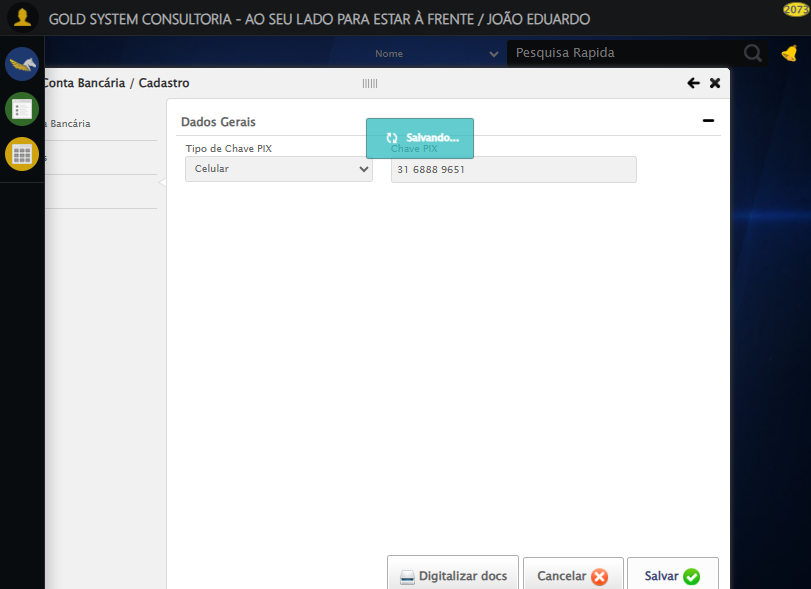 GOLD SYSTEM CONSULTORIA - AO SEU LADO PARA ESTAR À FRENTE / JOÃO EDUARDO
2073
Nome
Pesquisa Rapida
Conta Bancária / Cadastro
Bancária
Dados Gerais
Salvando...
Tipo de Chave PIX
Chave PIX
Celular
31 6888 9651
Digitalizar docs
Cancelar
Salvar